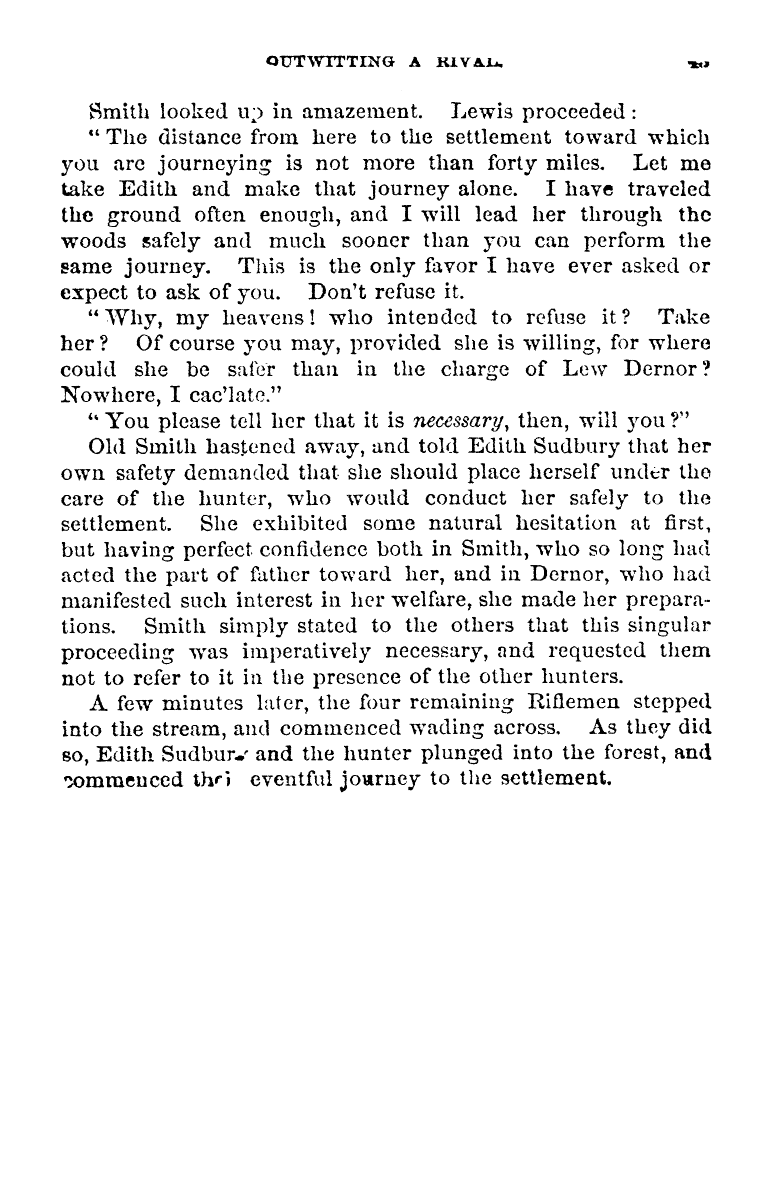 OUTWITTING A RIVAL.
Smith looked up in amazement. Lewis proceeded:
“The distance from here to the settlement toward which
you are journeying is not more than forty miles. Let me
take Edith and make that journey alone. I have traveled
the ground often enough, and I will lead her through the
woods safely and much sooner than you can perform the
same journey. This is the only favor I have ever asked or
expect to ask of you. Don't refuse it.
“Why, my heavens! who intended to refuse it? Take
her? Of course you may, provided she is willing, for where
could she be safer than in the charge of Lew Dernor?
Nowhere, I cac'late.”
“You please tell her that it is necessary, then, will you?”
Old Smith hastened away, and told Edith Sudbury that her
own safety demanded that she should place herself under the
care of the hunter, who would conduct her safely to the
settlement. She exhibited some natural hesitation at first,
but having perfect confidence both in Smith, who so long had
acted the part of father toward her, and in Dernor, who had
manifested such interest in her welfare, she made her prepara-
tions. Smith simply stated to the others that this singular
proceeding was imperatively necessary, and requested them
not to refer to it in the presence of the other hunters.
A few minutes later, the four remaining Riflemen stepped
into the stream, and commenced wading across. As they did
so, Edith Sudbury and the hunter plunged into the forest, and
commenced thei eventful journey to the settlement.